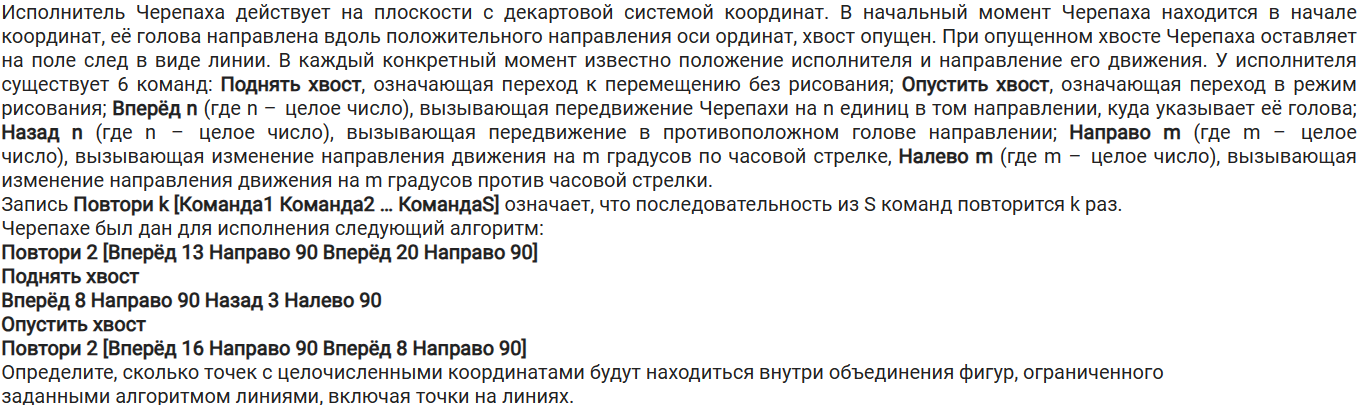 Исполнитель Черепаха действует на плоскости с декартовой системой координат. В начальный момент Черепаха находится в начале
координат, её голова направлена вдоль положительного направления оси ординат, хвост опущен. При опущенном хвосте Черепаха оставляет
на поле след в виде линии. В каждый конкретный момент известно положение исполнителя и направление его движения. У исполнителя
существует 6 команд: Поднять хвост, означающая переход к перемещению без рисования; Опустить хвост, означающая переход в режим
рисования; Вперёд n (где n – целое число), вызывающая передвижение Черепахи на n единиц в том направлении, куда указывает её голова;
Назад n (где n – целое число), вызывающая передвижение в противоположном голове направлении; Направо m (где m – целое
число), вызывающая изменение направления движения на m градусов по часовой стрелке, Налево m (где m – целое число), вызывающая
изменение направления движения на m градусов против часовой стрелки.
Запись Повтори k [Команда1 Команда2 … КомандаS] означает, что последовательность из S команд повторится k раз.
Черепахе был дан для исполнения следующий алгоритм:
Повтори 2 [Вперёд 13 Направо 90 Вперёд 20 Направо 90]
Поднять хвост
Вперёд 8 Направо 90 Назад 3 Налево 90
Опустить хвост
Повтори 2 [Вперёд 16 Направо 90 Вперёд 8 Направо 90]
Определите, сколько точек с целочисленными координатами будут находиться внутри объединения фигур, ограниченного
заданными алгоритмом линиями, включая точки на линиях.